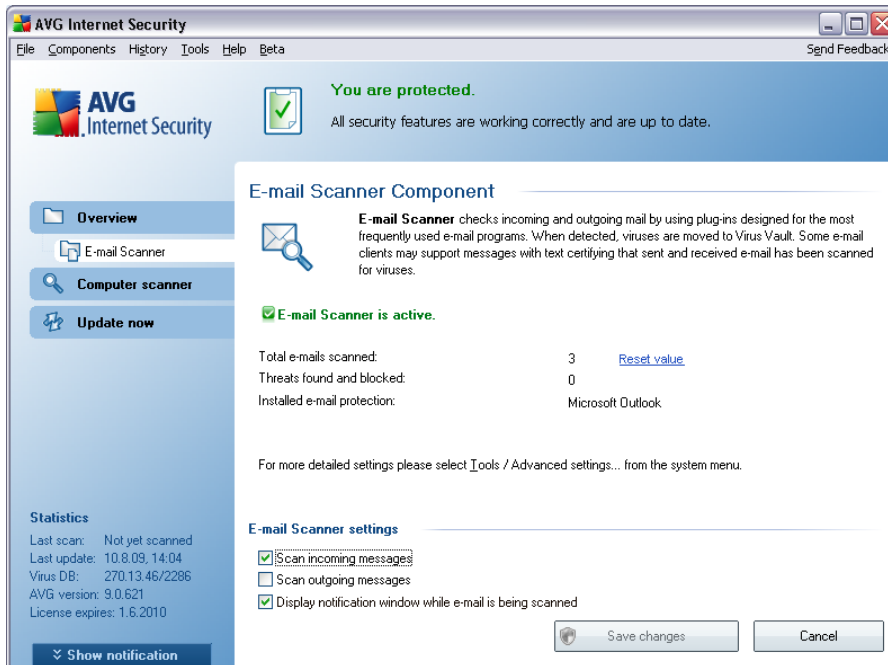 AVG Internet Security
File Components History Tools Help Beta
Send Feedback
AVG
Internet Security
You are protected.
All security features are working correctly and are up to date.
Overview
E-mail Scanner
Computer scanner
Update now
E-mail Scanner Component
E-mail Scanner checks incoming and outgoing mail by using plug-ins designed for the most
frequently used e-mail programs. When detected, viruses are moved to Virus Vault. Some e-mail
clients may support messages with text certifying that sent and received e-mail has been scanned
for viruses.
E-mail Scanner is active.
Total e-mails scanned: 3 Reset value
Threats found and blocked: 0
Installed e-mail protection: Microsoft Outlook
For more detailed settings please select Tools / Advanced settings... from the system menu.
E-mail Scanner settings
Scan incoming messages
Scan outgoing messages
Display notification window while e-mail is being scanned
Save changes
Cancel
Statistics
Last scan: Not yet scanned
Last update: 10.8.09, 14:04
Virus DB: 270.13.46/2286
AVG version: 9.0.621
License expires: 1.6.2010
Show notification